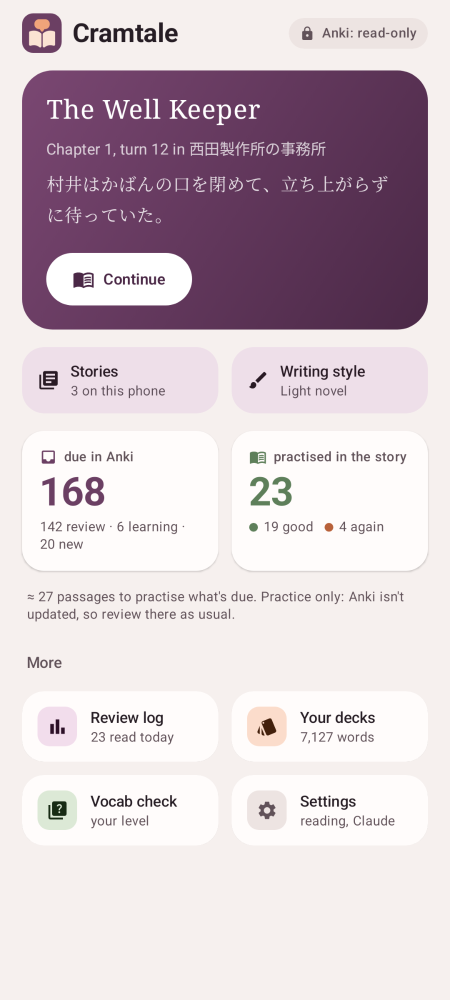 Cramtale
Anki: read-only
The Well Keeper
Chapter 1, turn 12 in 西田製作所の事務所
村井はかばんの口を閉めて、立ち上がらず
に待っていた。
Continue
Stories
3 on this phone
Writing style
Light novel
due in Anki
168
142 review · 6 learning ·
20 new
practised in the story
23
19 good
4 again
≈ 27 passages to practise what's due. Practice only: Anki isn't
updated, so review there as usual.
More
Review log
23 read today
Your decks
7,127 words
Vocab check
your level
Settings
reading, Claude